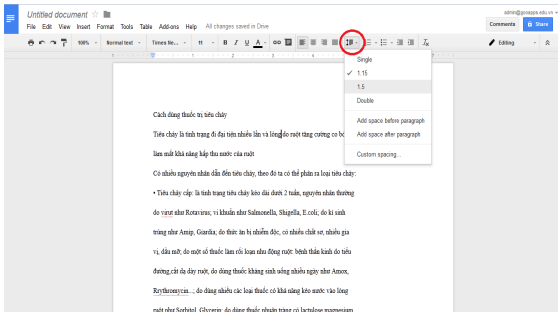 Untitled document
admin@gosapps.edu.vn
File Edit View Insert Format Tools Table Add-ons Help All changes saved in Drive
Comments Share
100% Normal text Times Ne... 11 B I U A Editing
Single
1.15
1.5
Double
Add space before paragraph
Add space after paragraph
Custom spacing...
Cách dùng thuốc trị tiêu chảy
Tiêu chảy là tình trạng đi đại tiện nhiều lần và lỏng do ruột tăng cường co bó
làm mất khả năng hấp thu nước của ruột
Có nhiều nguyên nhân dẫn đến tiêu chảy, theo đó ta có thể phân ra loại tiêu chảy:
• Tiêu chảy cấp: là tình trạng tiêu chảy kéo dài dưới 2 tuần, nguyên nhân thường
do virut như Rotavirus; vi khuẩn như Salmonella, Shigella, E.coli; do kí sinh
trùng như Amip, Giardia; do thức ăn bị nhiễm độc, có nhiều chất sơ, nhiều gia
vị, dầu mỡ; do một số thuốc làm rối loạn nhu động ruột: bệnh thần kinh do tiểu
đường,cắt dạ dày ruột, do dùng thuốc kháng sinh uống nhiều ngày như Amox,
Rrythromycin...; do dùng nhiều các loại thuốc có khả năng kéo nước vào lòng
ruột như Sorbitol, Glycerin; do dùng thuốc nhuận tràng có lactulose magnesium